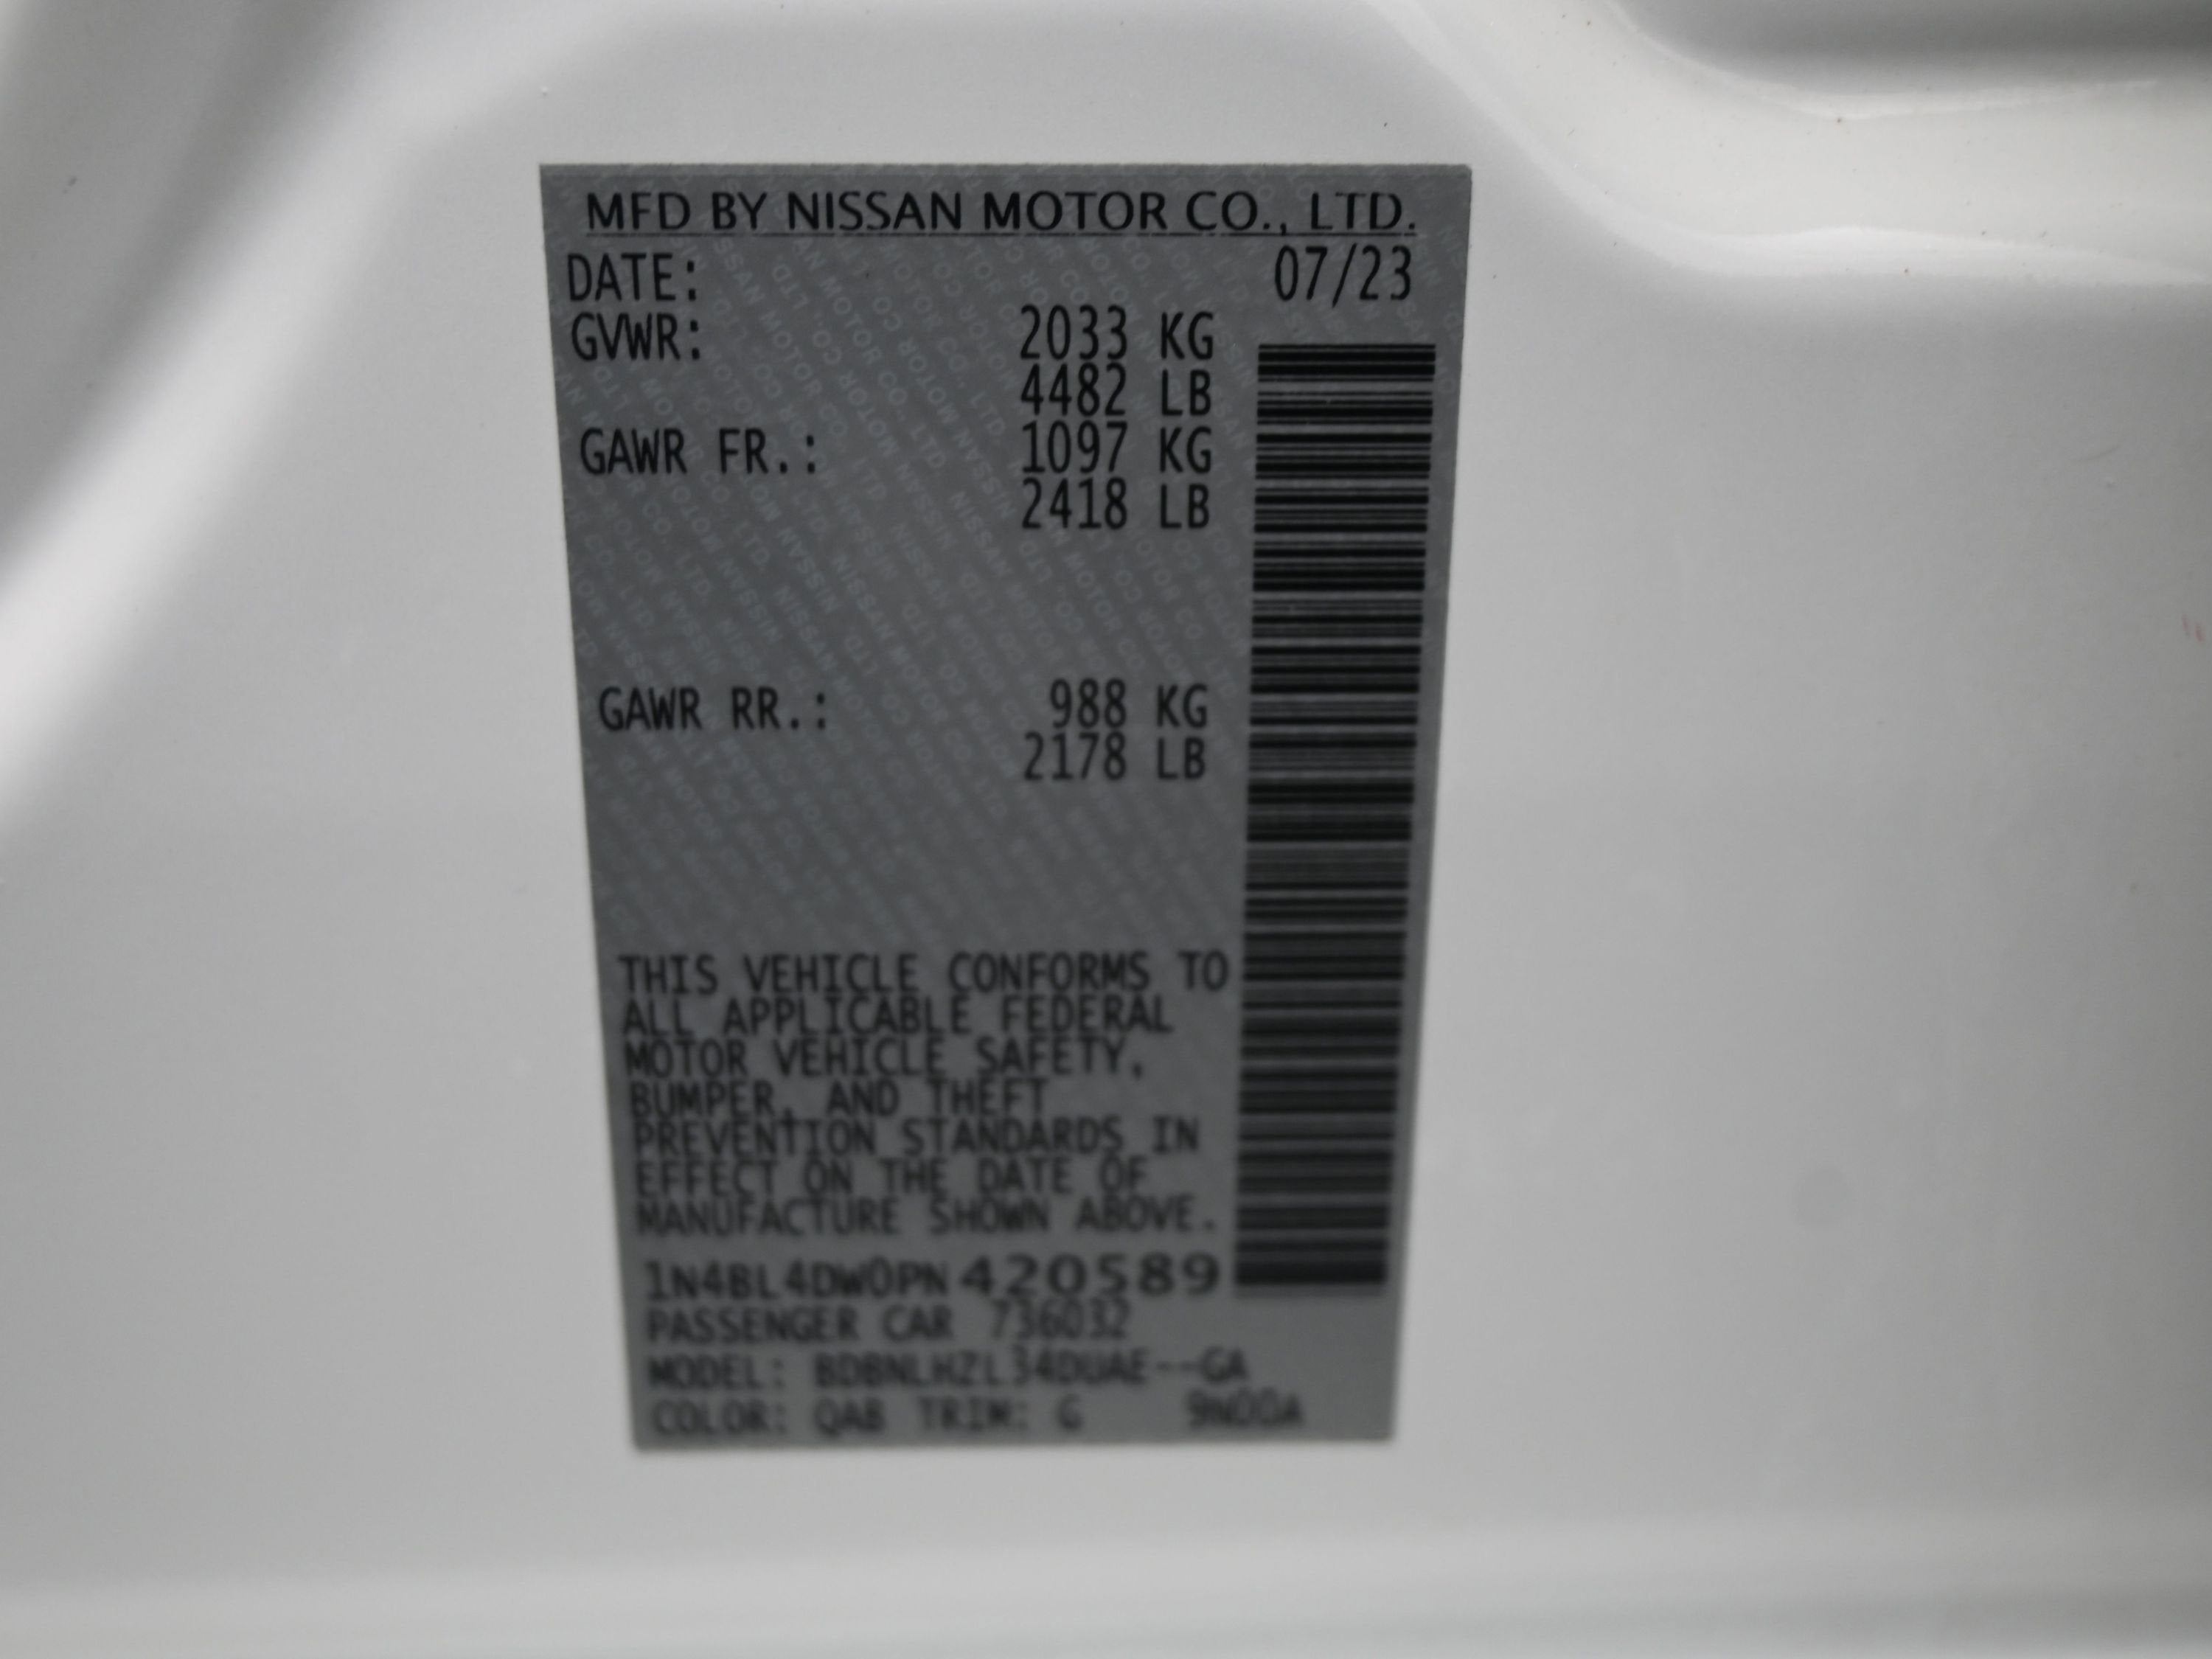 MFD BY NISSAN MOTOR CO., LTD.
DATE: 07/23
GVWR: 2033 KG
4482 LB
GAWR FR.: 1097 KG
2418 LB
GAWR RR.: 988 KG
2178 LB
THIS VEHICLE CONFORMS TO
ALL APPLICABLE FEDERAL
MOTOR VEHICLE SAFETY,
BUMPER, AND THEFT
PREVENTION STANDARDS IN
EFFECT ON THE DATE OF
MANUFACTURE SHOWN ABOVE.
1N4BL4DW0PN420589
PASSENGER CAR 736032
MODEL: BDBNLHZL34DUAE--GA
COLOR: QAB TRIM: G 9N00A